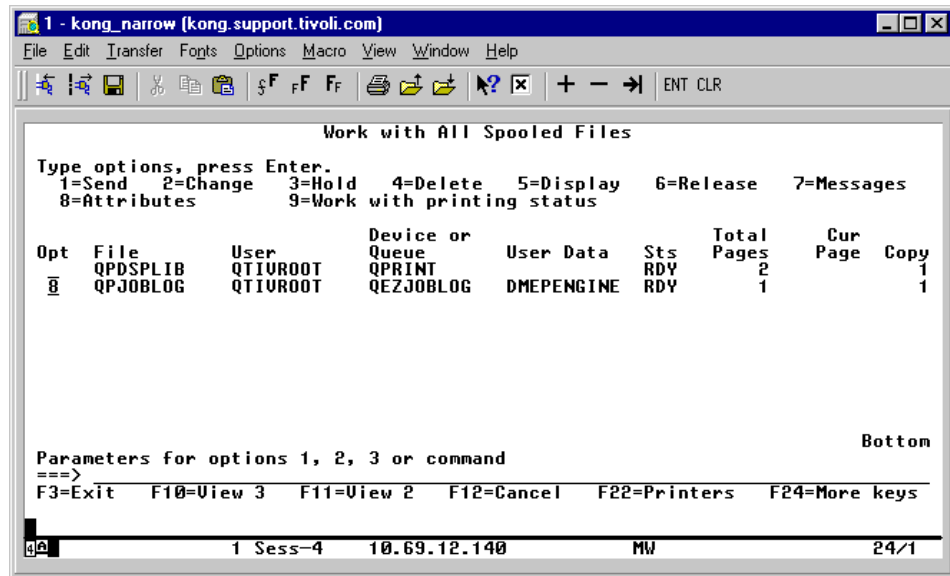 1 - kong_narrow (kong.support.tivoli.com)
File Edit Transfer Fonts Options Macro View Window Help
ENT CLR
Work with All Spooled Files
Type options, press Enter.
1=Send 2=Change 3=Hold 4=Delete 5=Display 6=Release 7=Messages
8=Attributes 9=Work with printing status
Device or Total Cur
Opt File User Queue User Data Sts Pages Page Copy
QPDSPLIB QTIVROOT QPRINT RDY 2 1
8 QPJOBLOG QTIVROOT QEZJOBLOG DMEPENGINE RDY 1 1
Bottom
Parameters for options 1, 2, 3 or command
===>
F3=Exit F10=View 3 F11=View 2 F12=Cancel F22=Printers F24=More keys
4A 1 Sess-4 10.69.12.140 MW 24/1